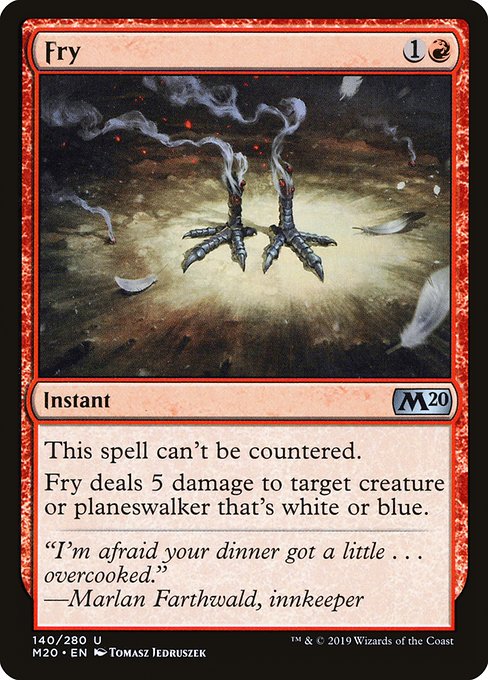 Fry 1
Instant M20
This spell can't be countered.
Fry deals 5 damage to target creature
or planeswalker that's white or blue.
“I'm afraid your dinner got a little . . .
overcooked.”
—Marlan Farthwald, innkeeper
140/280 U
M20 • EN Tomasz Jedruszek
™ & © 2019 Wizards of the Coast